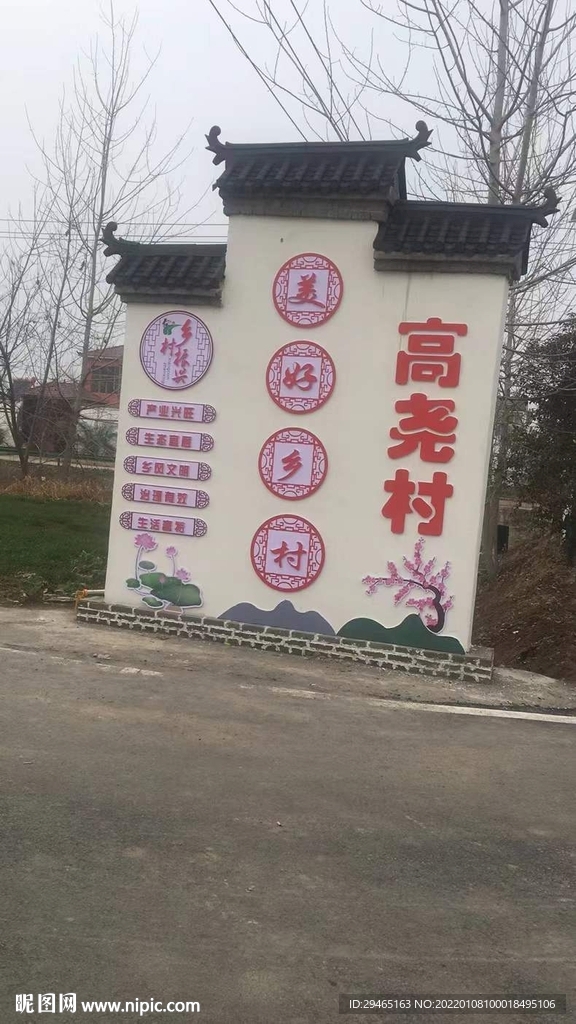 高尧村
美好乡村
乡村振兴
产业兴旺
生态宜居
乡风文明
治理有效
生活富裕
昵图网 www.nipic.com
ID:29465163 NO:20220108100018495106